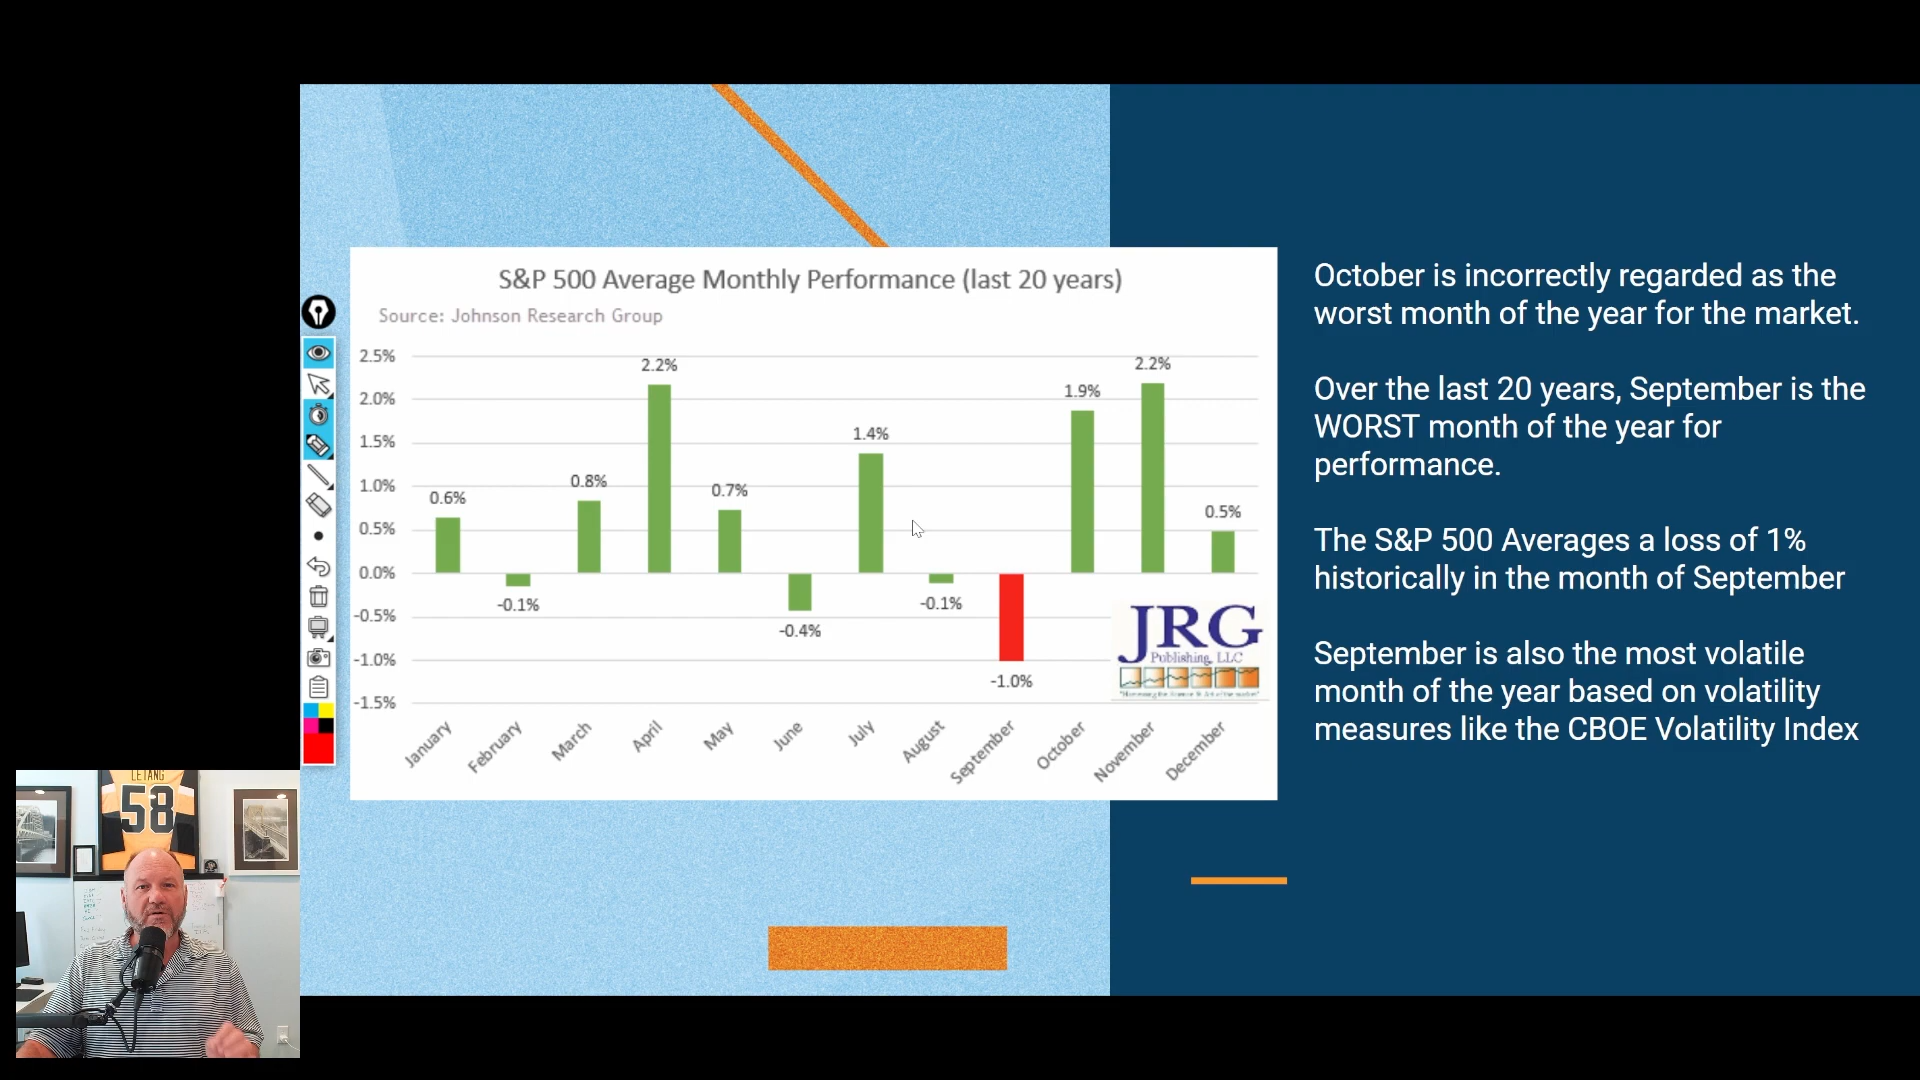 S&P 500 Average Monthly Performance (last 20 years)
Source: Johnson Research Group
2.5%
2.0%
1.5%
1.0%
0.5%
0.0%
-0.5%
-1.0%
-1.5%
0.6%
-0.1%
0.8%
2.2%
0.7%
-0.4%
1.4%
-0.1%
-1.0%
1.9%
2.2%
0.5%
January
February
March
April
May
June
July
August
September
October
November
December
JRG
Publishing, LLC
October is incorrectly regarded as the
worst month of the year for the market.
Over the last 20 years, September is the
WORST month of the year for
performance.
The S&P 500 Averages a loss of 1%
historically in the month of September
September is also the most volatile
month of the year based on volatility
measures like the CBOE Volatility Index
LETANG
58